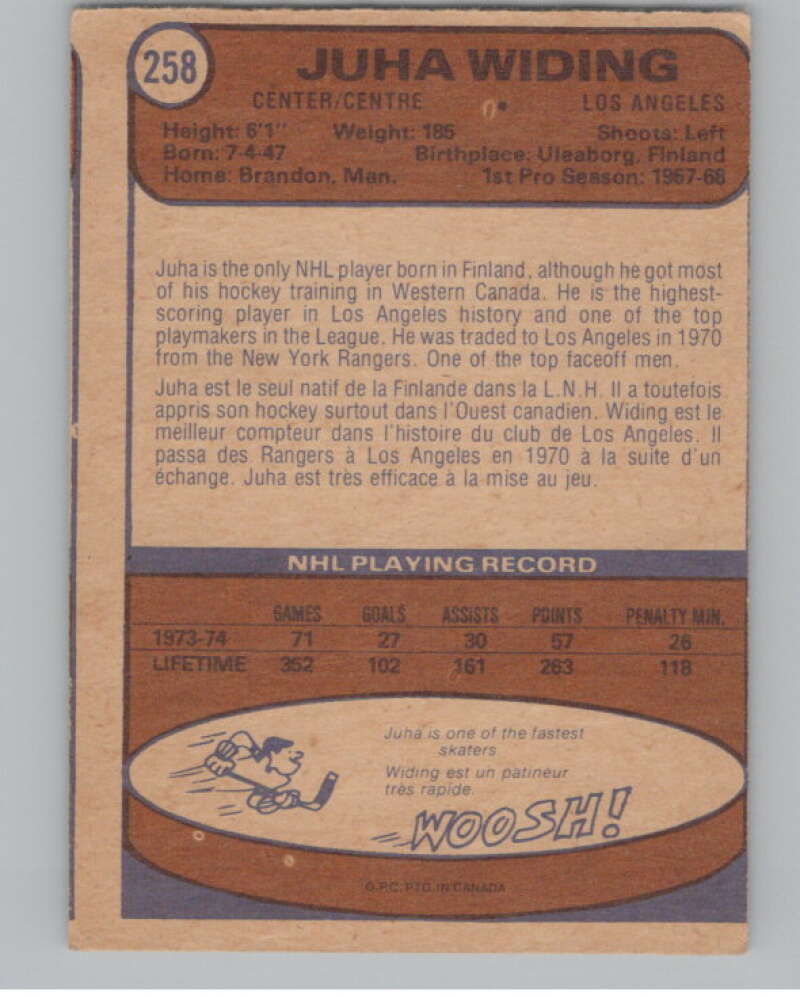 258
JUHA WIDING
CENTER/CENTRE LOS ANGELES
Height: 6'1" Weight: 185 Shoots: Left
Born: 7-4-47 Birthplace: Uleaborg, Finland
Home: Brandon, Man. 1st Pro Season: 1967-68
Juha is the only NHL player born in Finland, although he got most
of his hockey training in Western Canada. He is the highest-
scoring player in Los Angeles history and one of the top
playmakers in the League. He was traded to Los Angeles in 1970
from the New York Rangers. One of the top faceoff men.
Juha est le seul natif de la Finlande dans la L.N.H. Il a toutefois
appris son hockey surtout dans l'Ouest canadien. Widing est le
meilleur compteur dans l'histoire du club de Los Angeles. Il
passa des Rangers à Los Angeles en 1970 à la suite d'un
échange. Juha est très efficace à la mise au jeu.
NHL PLAYING RECORD
GAMES GOALS ASSISTS POINTS PENALTY MIN.
1973-74 71 27 30 57 26
LIFETIME 352 102 161 263 118
Juha is one of the fastest
skaters.
Widing est un patineur
très rapide.
WOOSH!
O.P.C. PTD. IN CANADA